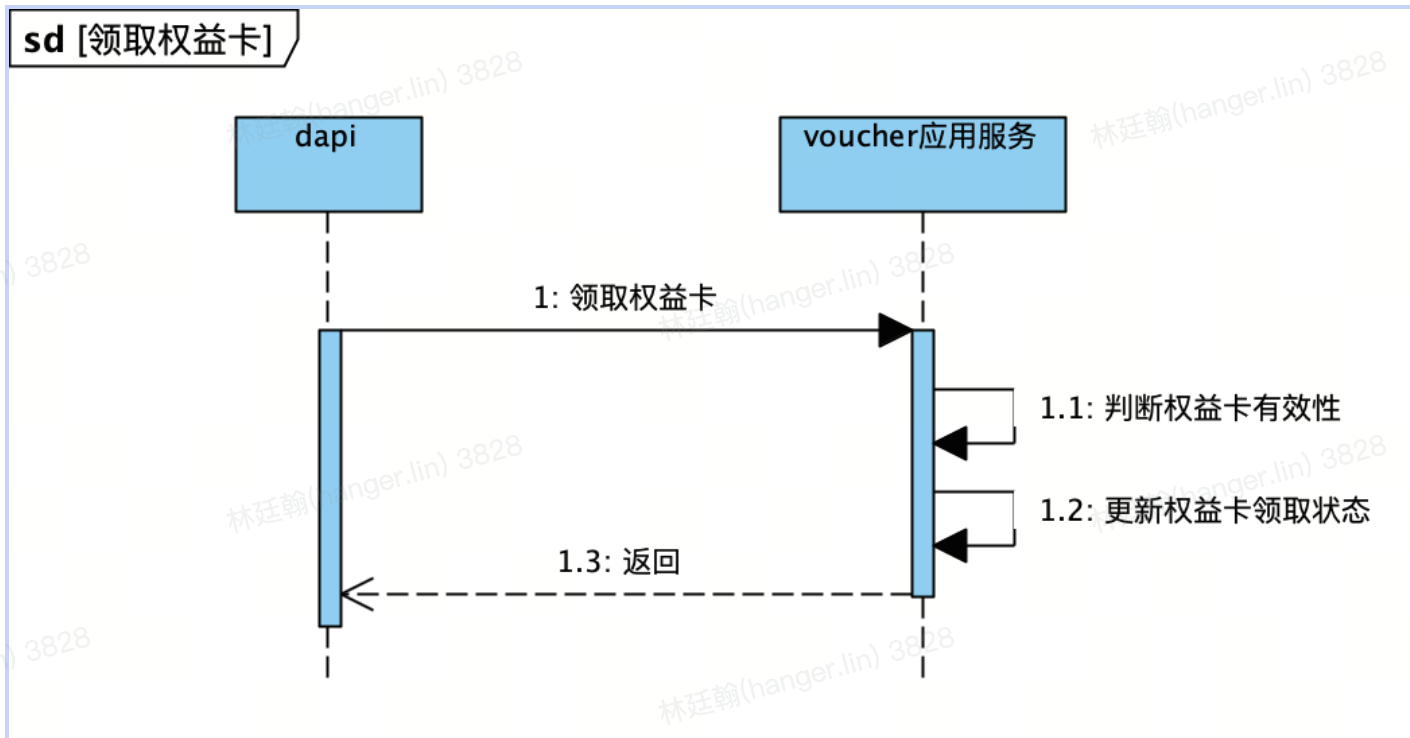 sd [领取权益卡]
林廷翰(hanger.lin) 3828
林廷翰(hanger.lin) 3828
dapi
voucher应用服务
) 3828
林廷翰(hanger.lin) 3828
1: 领取权益卡
1.1: 判断权益卡有效性
林廷翰(hanger.lin) 3828
林廷翰(hanger.lin) 3828
1.2: 更新权益卡领取状态
1.3: 返回
) 3828
林廷翰(hanger.lin) 3828